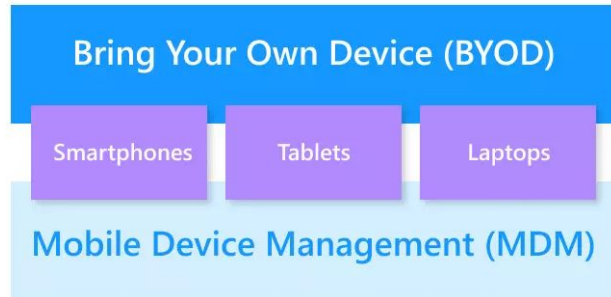 Bring Your Own Device (BYOD)
Smartphones
Tablets
Laptops
Mobile Device Management (MDM)